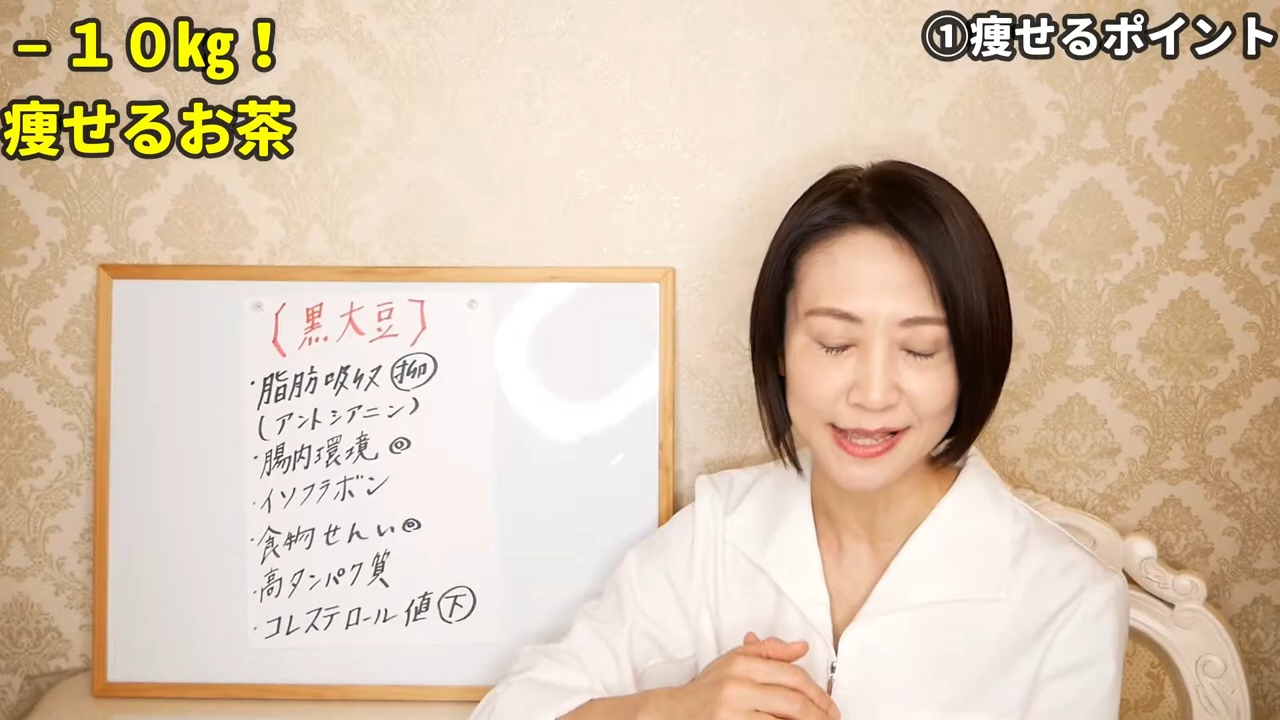 －１０㎏！
痩せるお茶
①痩せるポイント
〔黒大豆〕
・脂肪吸収 抑
(アントシアニン)
・腸内環境 ◎
・イソフラボン
・食物せんい◎
・高タンパク質
・コレステロール値 下